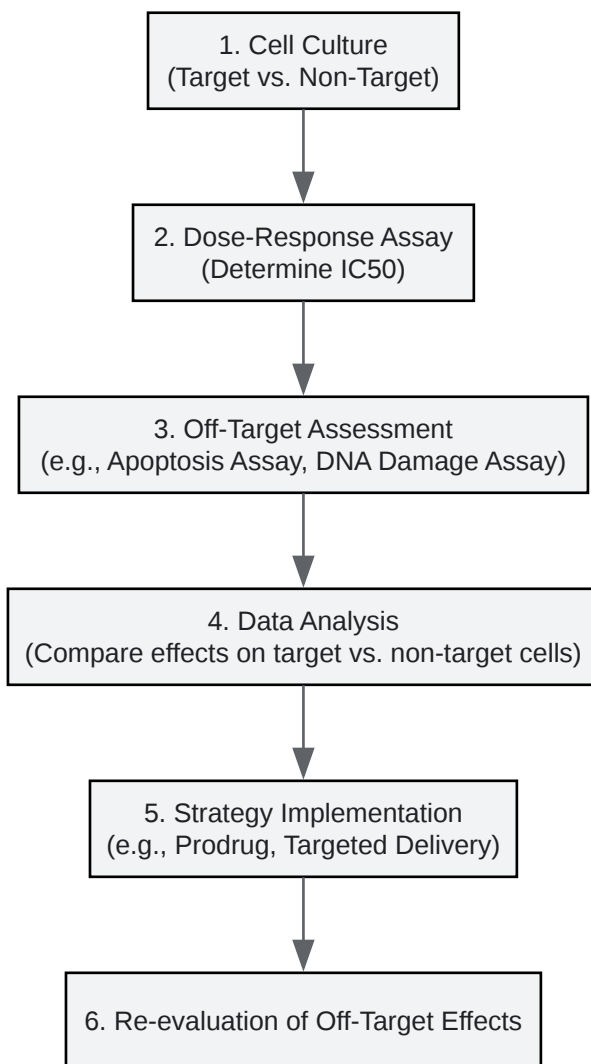 1. Cell Culture
(Target vs. Non-Target)
2. Dose-Response Assay
(Determine IC50)
3. Off-Target Assessment
(e.g., Apoptosis Assay, DNA Damage Assay)
4. Data Analysis
(Compare effects on target vs. non-target cells)
5. Strategy Implementation
(e.g., Prodrug, Targeted Delivery)
6. Re-evaluation of Off-Target Effects